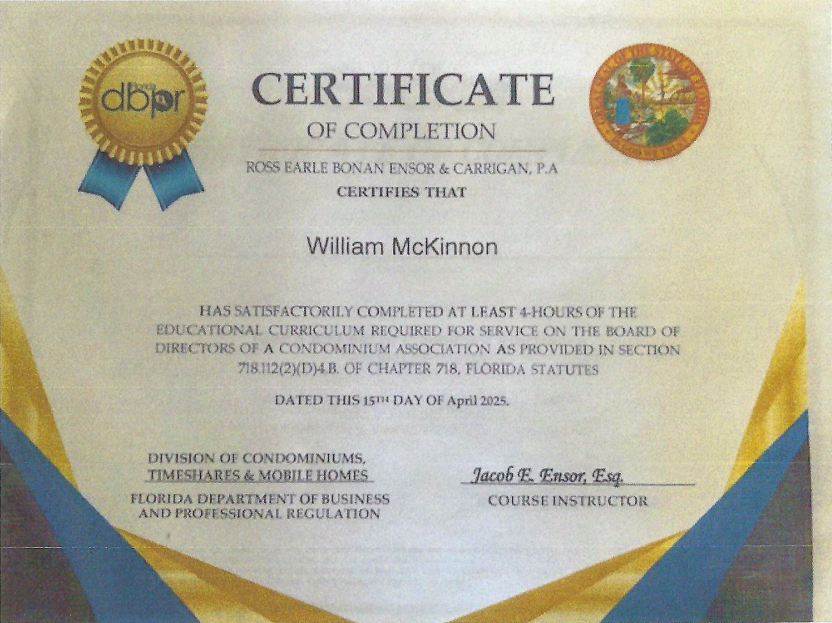 Florida
dbpr
CERTIFICATE
OF COMPLETION
ROSS EARLE BONAN ENSOR & CARRIGAN, P.A
CERTIFIES THAT
William McKinnon
HAS SATISFACTORILY COMPLETED AT LEAST 4-HOURS OF THE
EDUCATIONAL CURRICULUM REQUIRED FOR SERVICE ON THE BOARD OF
DIRECTORS OF A CONDOMINIUM ASSOCIATION AS PROVIDED IN SECTION
718.112(2)(D)4.B. OF CHAPTER 718, FLORIDA STATUTES
DATED THIS 15TH DAY OF April 2025.
DIVISION OF CONDOMINIUMS,
TIMESHARES & MOBILE HOMES
FLORIDA DEPARTMENT OF BUSINESS
AND PROFESSIONAL REGULATION
Jacob E. Ensor, Esq.
COURSE INSTRUCTOR